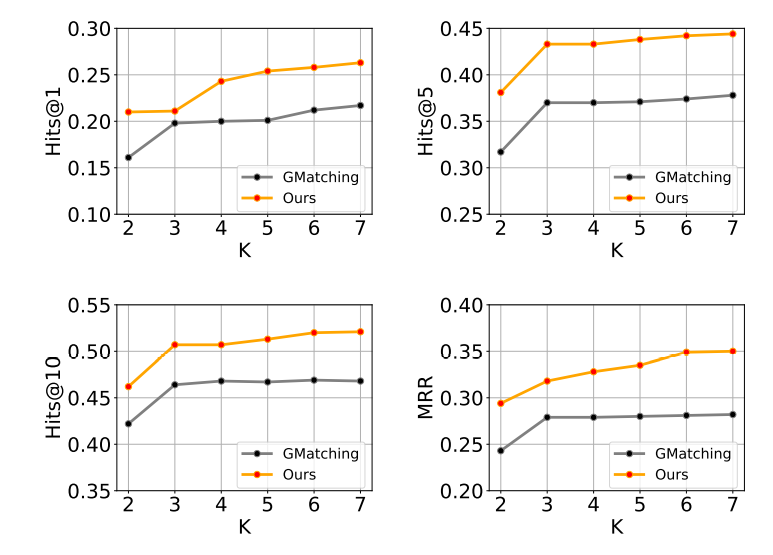 0.30
0.25
0.20
0.15
0.10
Hits@1
GMatching
Ours
2 3 4 5 6 7
K
0.45
0.40
0.35
0.30
0.25
Hits@5
GMatching
Ours
2 3 4 5 6 7
K
0.55
0.50
0.45
0.40
0.35
Hits@10
GMatching
Ours
2 3 4 5 6 7
K
0.40
0.35
0.30
0.25
0.20
MRR
GMatching
Ours
2 3 4 5 6 7
K